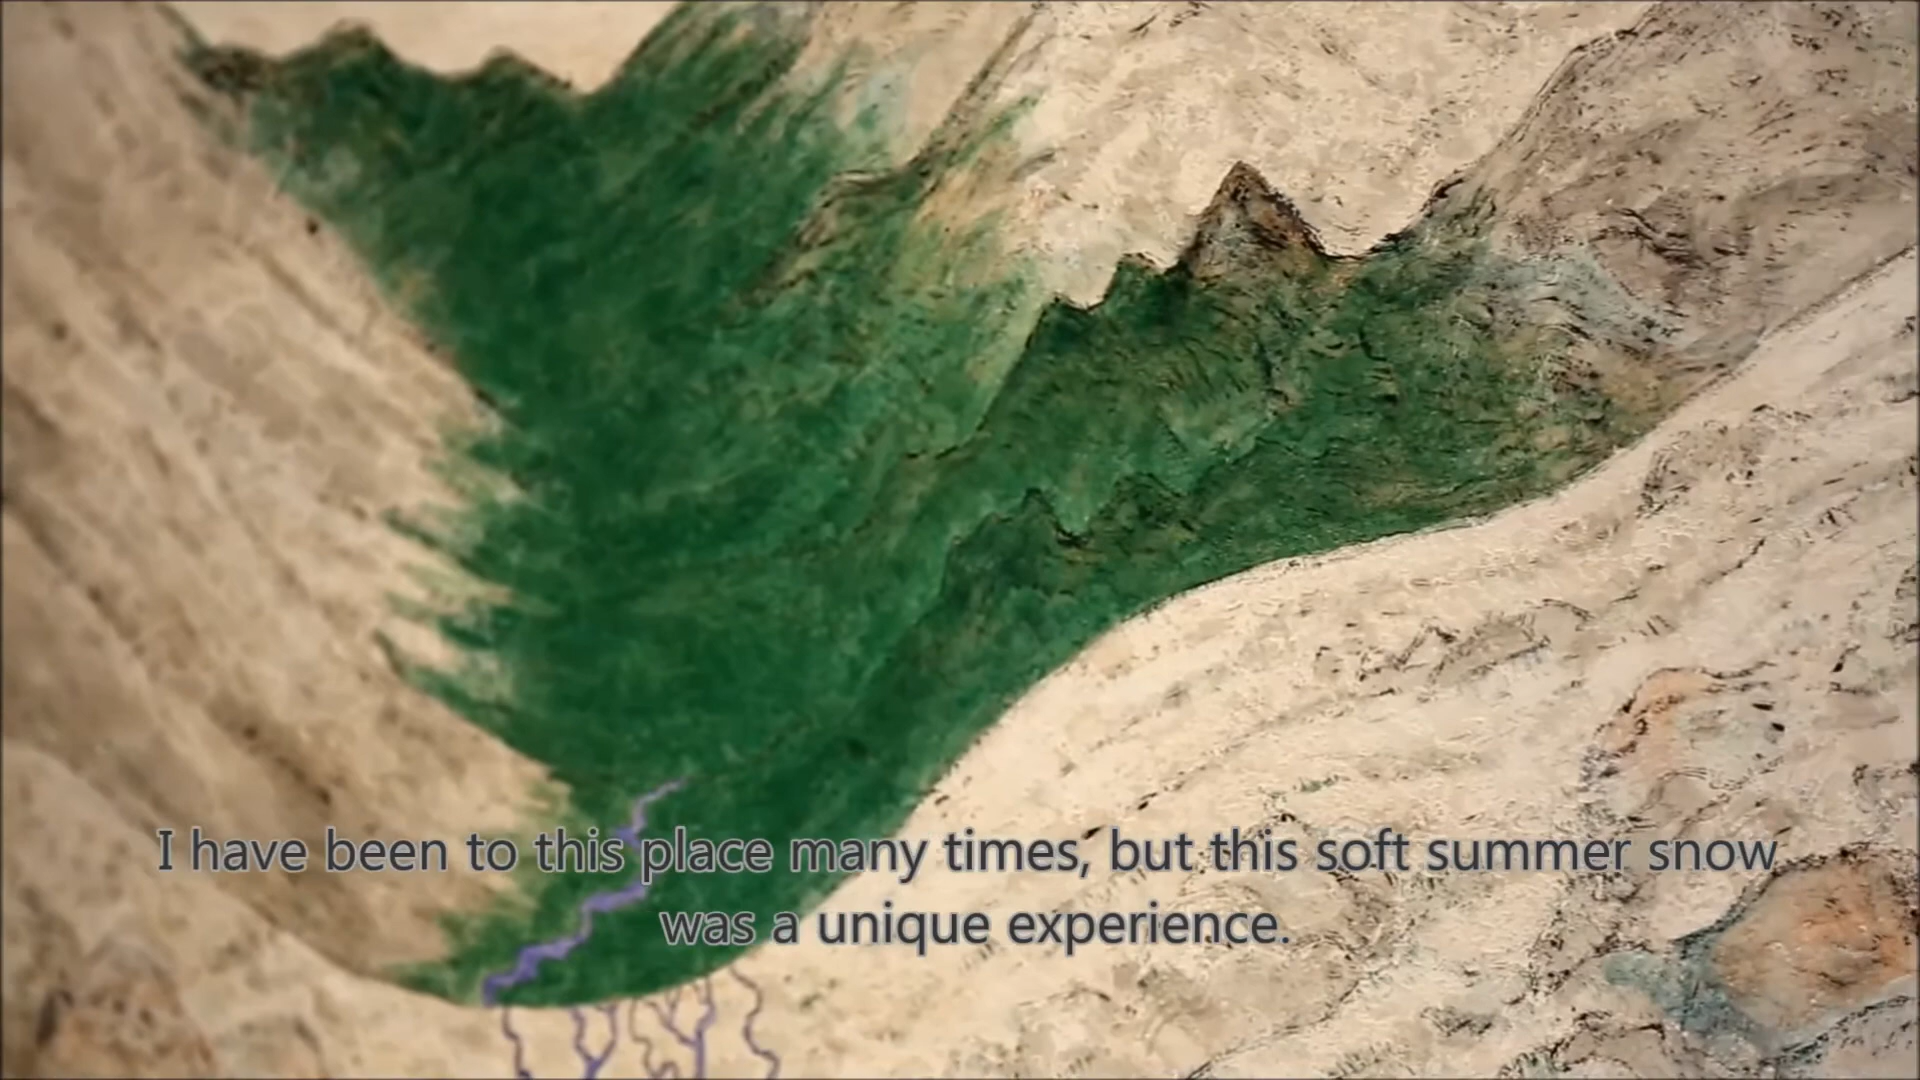 I have been to this place many times, but this soft summer snow
was a unique experience.